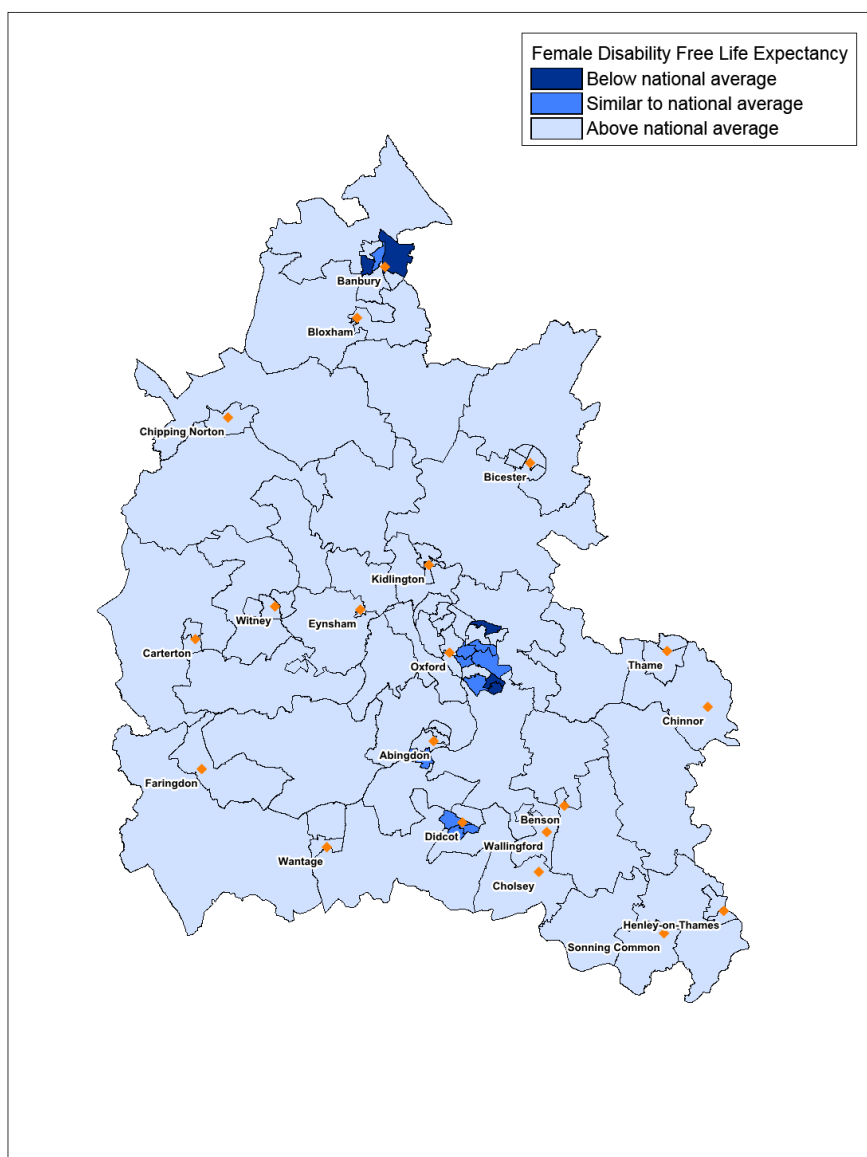 Female Disability Free Life Expectancy
Below national average
Similar to national average
Above national average
Banbury
Bloxham
Chipping Norton
Bicester
Kidlington
Witney
Eynsham
Carterton
Oxford
Thame
Chinnor
Abingdon
Faringdon
Benson
Didcot
Wallingford
Wantage
Cholsey
Henley-on-Thames
Sonning Common